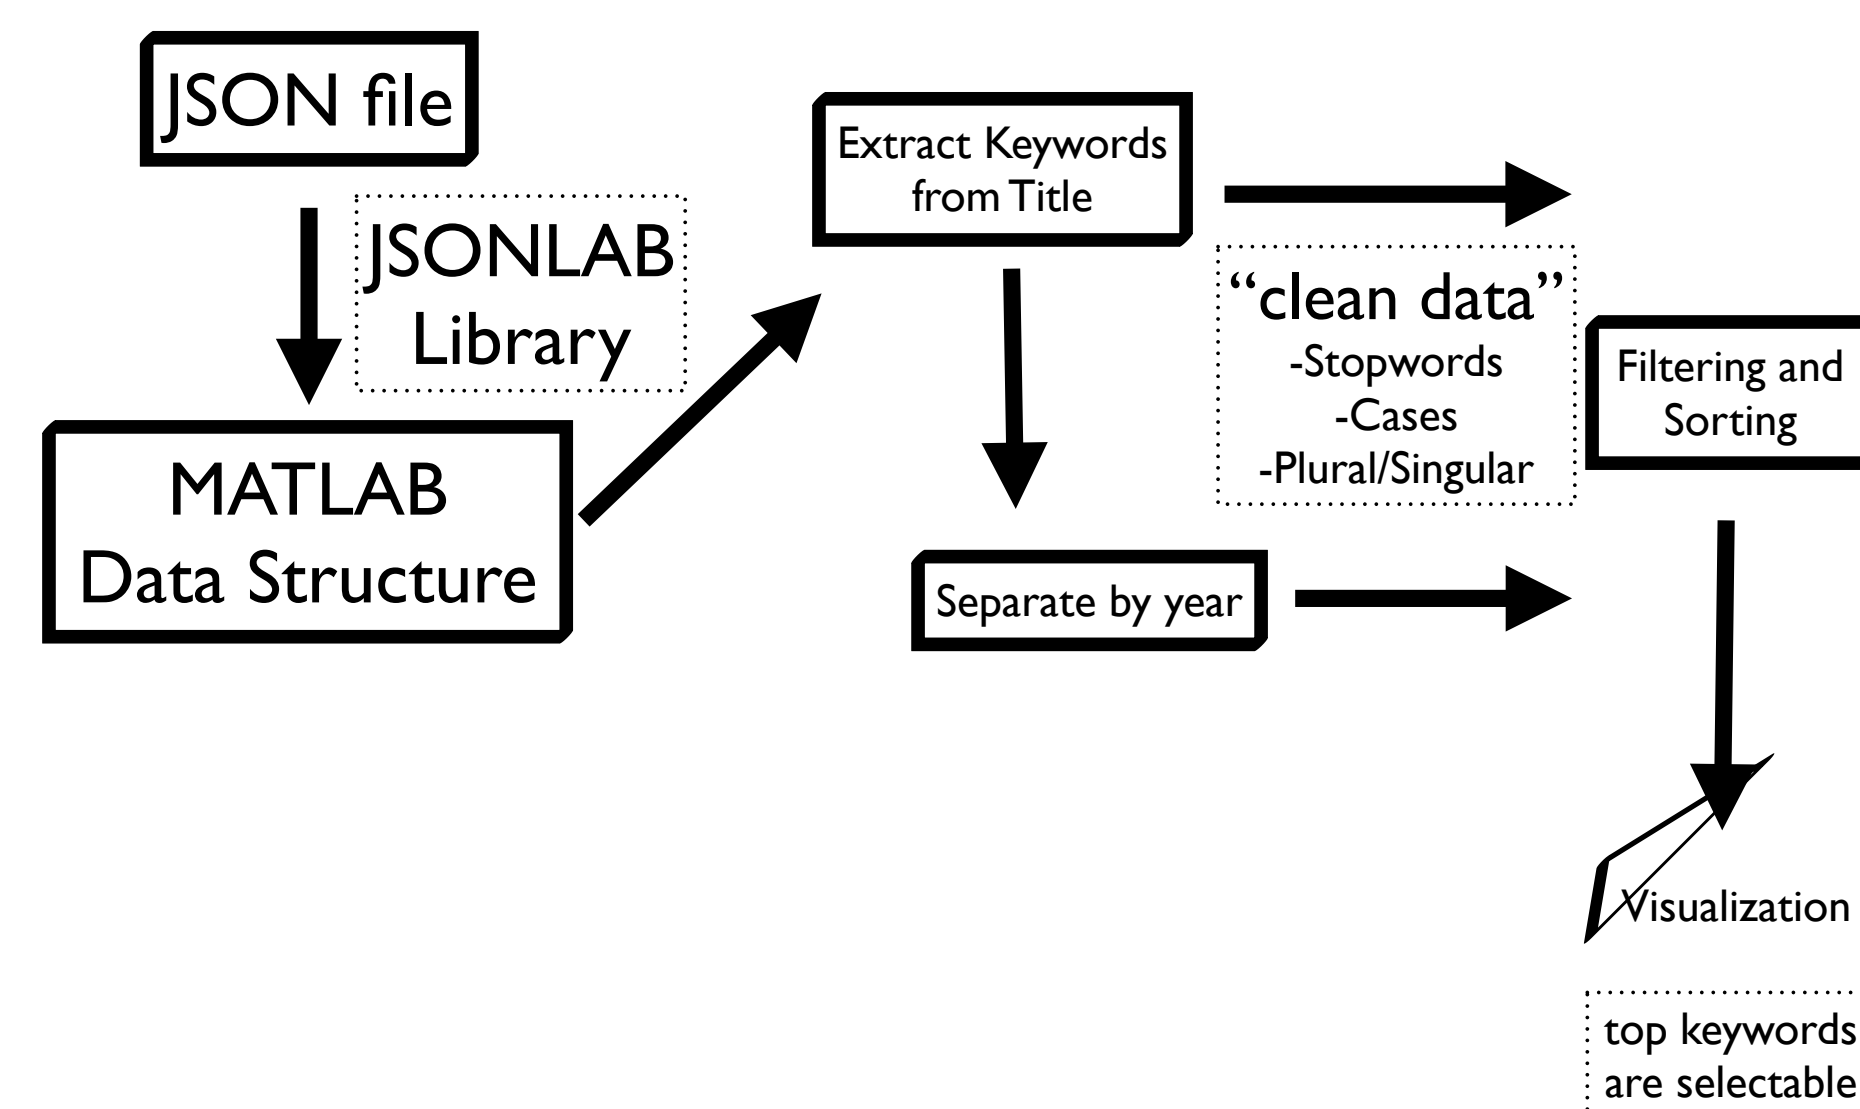 JSON file
JSONLAB
Library
MATLAB
Data Structure
Extract Keywords
from Title
“clean data”
-Stopwords
-Cases
-Plural/Singular
Separate by year
Filtering and
Sorting
Visualization
top keywords
are selectable